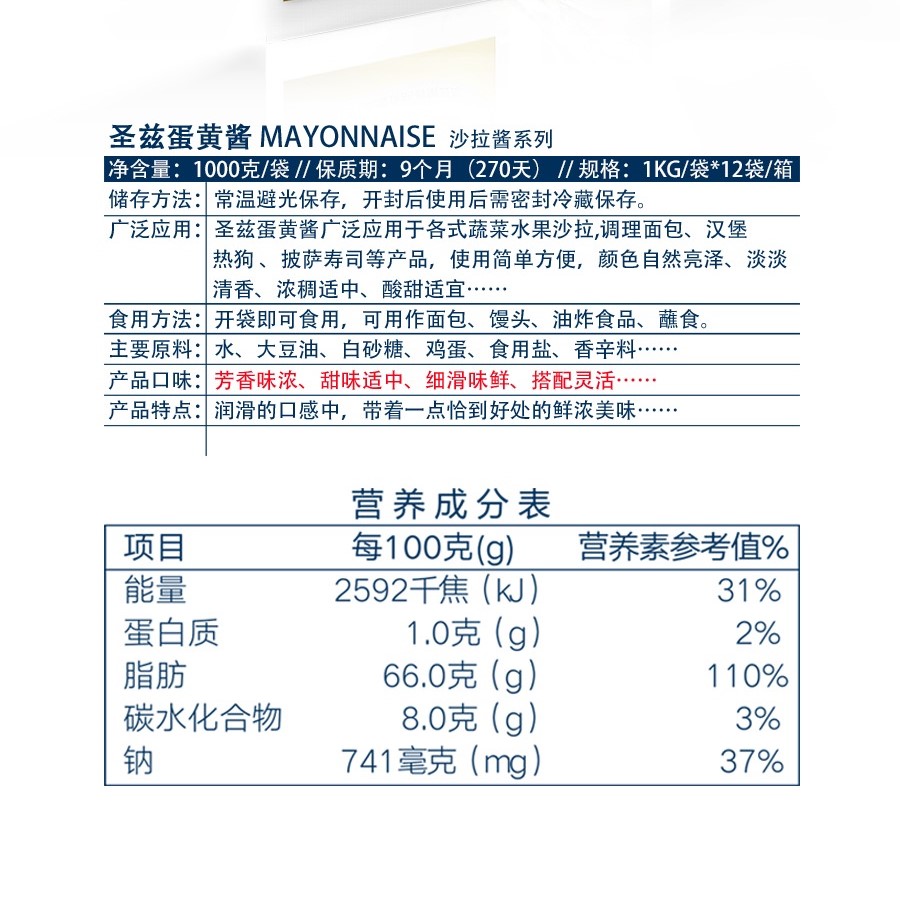 圣兹蛋黄酱 MAYONNAISE 沙拉酱系列
净含量：1000克/袋 // 保质期：9个月（270天） // 规格：1KG/袋*12袋/箱
储存方法：常温避光保存，开封后使用后需密封冷藏保存。
广泛应用：圣兹蛋黄酱广泛应用于各式蔬菜水果沙拉,调理面包、汉堡
热狗、披萨寿司等产品，使用简单方便，颜色自然亮泽、淡淡
清香、浓稠适中、酸甜适宜……
食用方法：开袋即可食用，可用作面包、馒头、油炸食品、蘸食。
主要原料：水、大豆油、白砂糖、鸡蛋、食用盐、香辛料……
产品口味：芳香味浓、甜味适中、细滑味鲜、搭配灵活……
产品特点：润滑的口感中，带着一点恰到好处的鲜浓美味……
营养成分表
项目 每100克(g) 营养素参考值%
能量 2592千焦（kJ） 31%
蛋白质 1.0克（g） 2%
脂肪 66.0克（g） 110%
碳水化合物 8.0克（g） 3%
钠 741毫克（mg） 37%